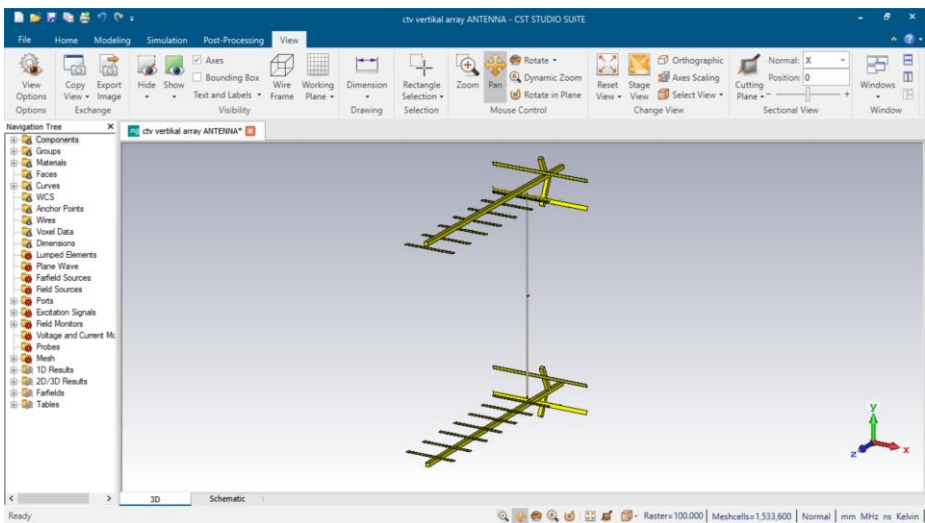 ctv vertikal array ANTENNA - CST STUDIO SUITE
File Home Modeling Simulation Post-Processing View
View Options
Copy View
Export Image
Hide
Show
Axes
Bounding Box
Text and Labels
Wire Frame
Working Plane
Dimension
Rectangle Selection
Zoom
Pan
Rotate
Dynamic Zoom
Rotate in Plane
Reset View
Stage View
Orthographic
Axes Scaling
Select View
Cutting Plane
Normal: X
Position: 0
Windows
Options Exchange Visibility Drawing Selection Mouse Control Change View Sectional View Window
Navigation Tree X
ctv vertikal array ANTENNA*
Components
Groups
Materials
Faces
Curves
WCS
Anchor Points
Wires
Voxel Data
Dimensions
Lumped Elements
Plane Wave
Farfield Sources
Field Sources
Ports
Excitation Signals
Field Monitors
Voltage and Current Mc
Probes
Mesh
1D Results
2D/3D Results
Farfields
Tables
y
z
x
3D Schematic
Ready
Raster=100.000 Meshcells=1,533,600 Normal mm MHz ns Kelvin